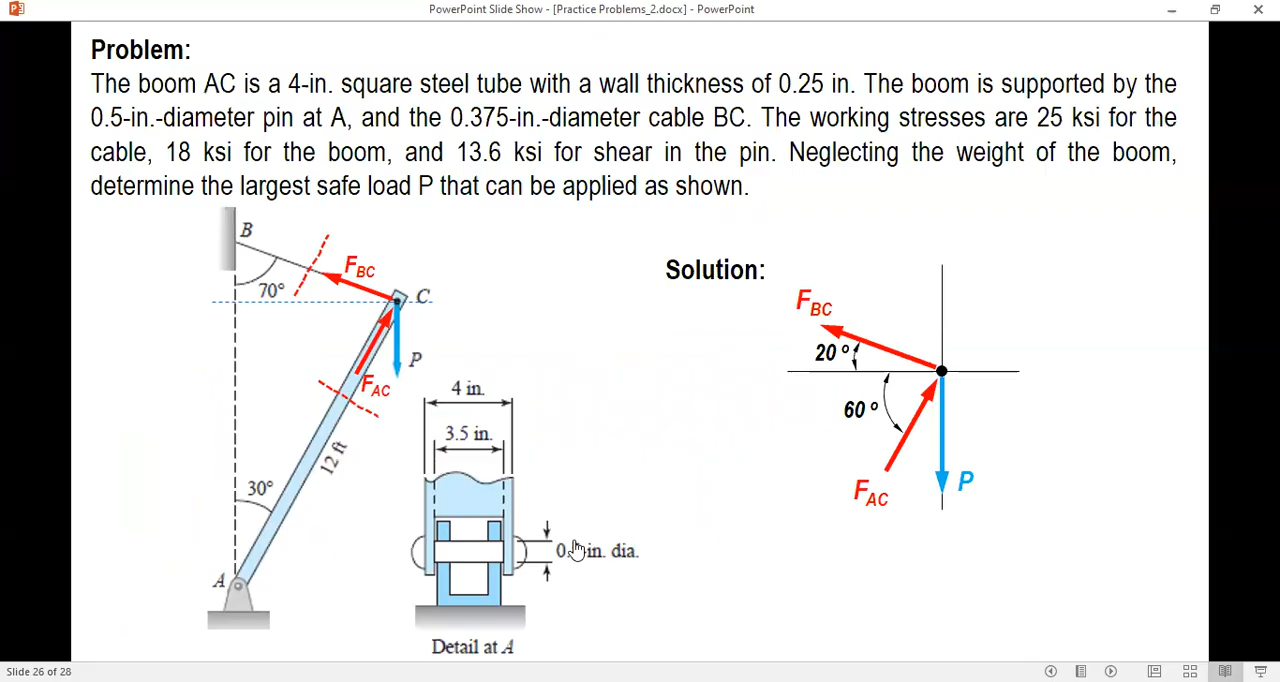 PowerPoint Slide Show - [Practice Problems_2.docx] - PowerPoint
Problem:
The boom AC is a 4-in. square steel tube with a wall thickness of 0.25 in. The boom is supported by the
0.5-in.-diameter pin at A, and the 0.375-in.-diameter cable BC. The working stresses are 25 ksi for the
cable, 18 ksi for the boom, and 13.6 ksi for shear in the pin. Neglecting the weight of the boom,
determine the largest safe load P that can be applied as shown.
B
70°
F_BC
C
P
F_AC
12 ft
30°
A
4 in.
3.5 in.
in. dia.
Detail at A
Solution:
F_BC
20 º
60 º
F_AC
P
Slide 26 of 28